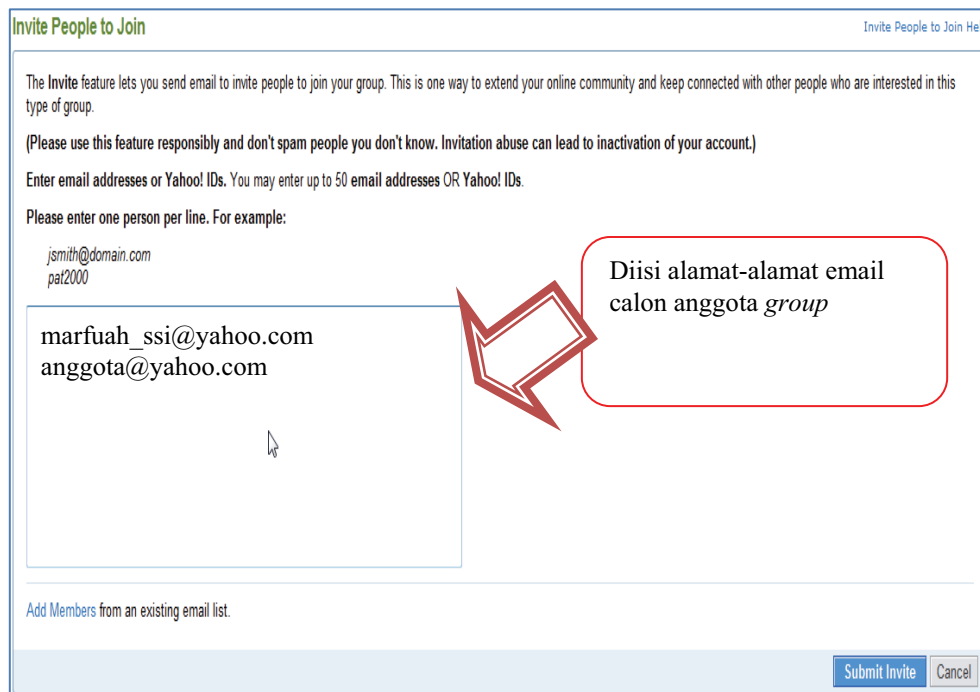 Invite People to Join
Invite People to Join He
The Invite feature lets you send email to invite people to join your group. This is one way to extend your online community and keep connected with other people who are interested in this
type of group.
(Please use this feature responsibly and don't spam people you don't know. Invitation abuse can lead to inactivation of your account.)
Enter email addresses or Yahoo! IDs. You may enter up to 50 email addresses OR Yahoo! IDs.
Please enter one person per line. For example:
jsmith@domain.com
pat2000
Diisi alamat-alamat email
calon anggota group
marfuah_ssi@yahoo.com
anggota@yahoo.com
Add Members from an existing email list.
Submit Invite
Cancel